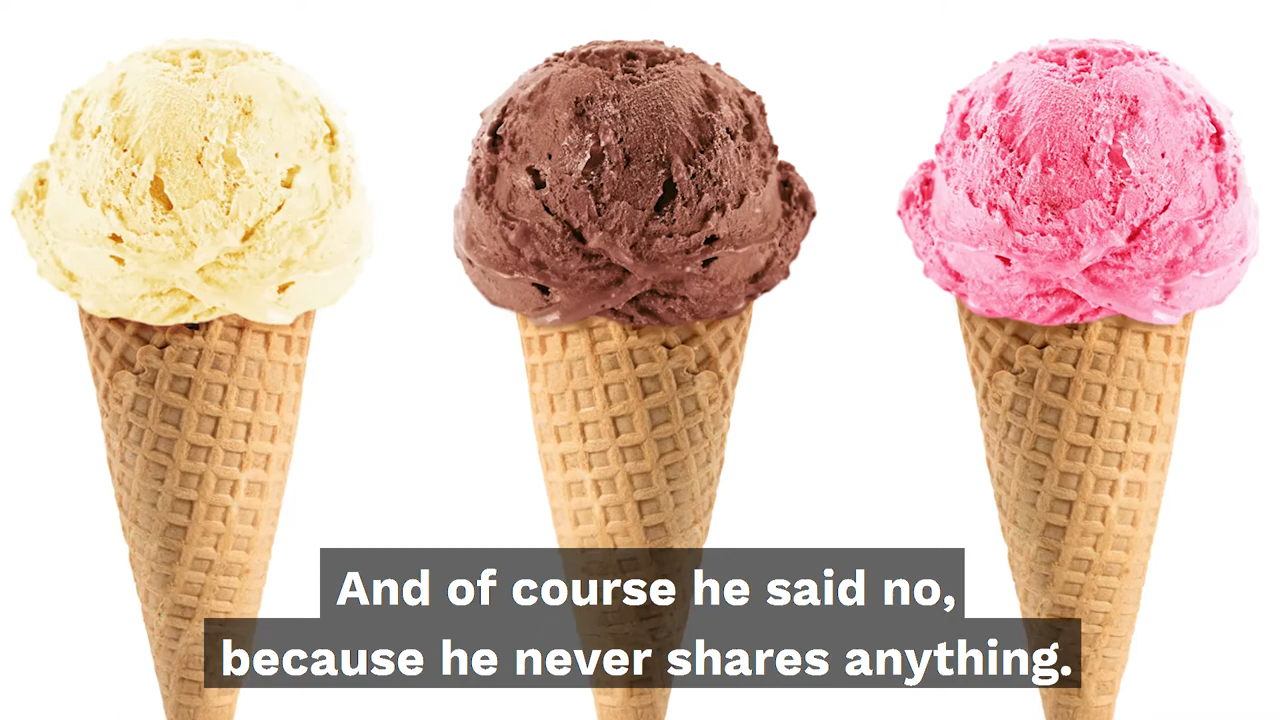 And of course he said no,
because he never shares anything.